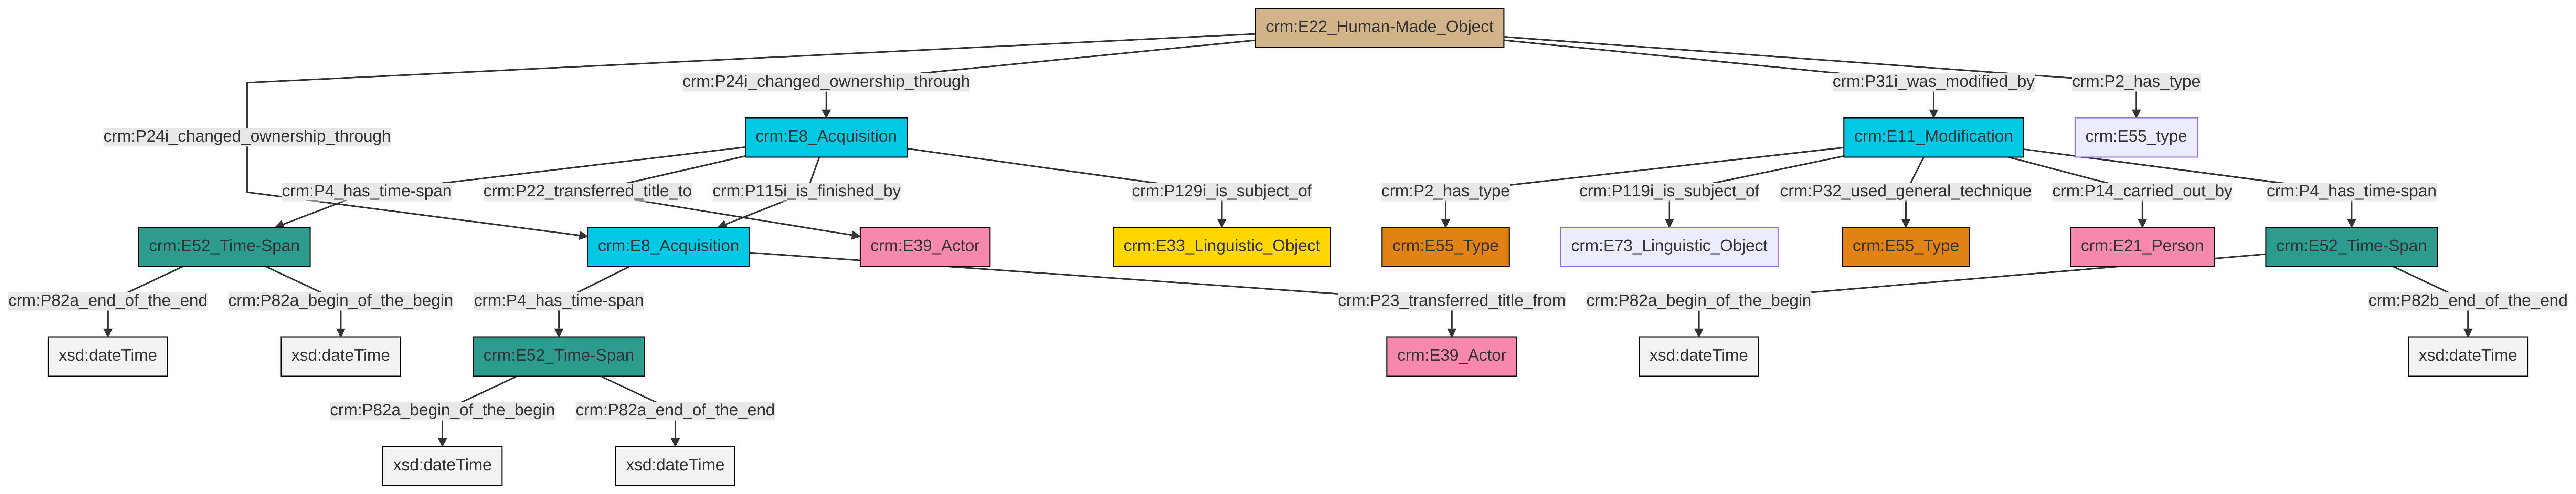 crm:E22_Human-Made_Object
crm:P24i_changed_ownership_through
crm:P31i_was_modified_by
crm:P2_has_type
crm:P24i_changed_ownership_through
crm:E8_Acquisition
crm:E11_Modification
crm:E55_type
crm:P4_has_time-span
crm:P22_transferred_title_to
crm:P115i_is_finished_by
crm:P129i_is_subject_of
crm:P2_has_type
crm:P119i_is_subject_of
crm:P32_used_general_technique
crm:P14_carried_out_by
crm:P4_has_time-span
crm:E52_Time-Span
crm:E8_Acquisition
crm:E39_Actor
crm:E33_Linguistic_Object
crm:E55_Type
crm:E73_Linguistic_Object
crm:E55_Type
crm:E21_Person
crm:E52_Time-Span
crm:P82a_end_of_the_end
crm:P82a_begin_of_the_begin
crm:P4_has_time-span
crm:P23_transferred_title_from
crm:P82a_begin_of_the_begin
crm:P82b_end_of_the_end
xsd:dateTime
xsd:dateTime
crm:E52_Time-Span
crm:E39_Actor
xsd:dateTime
xsd:dateTime
crm:P82a_begin_of_the_begin
crm:P82a_end_of_the_end
xsd:dateTime
xsd:dateTime